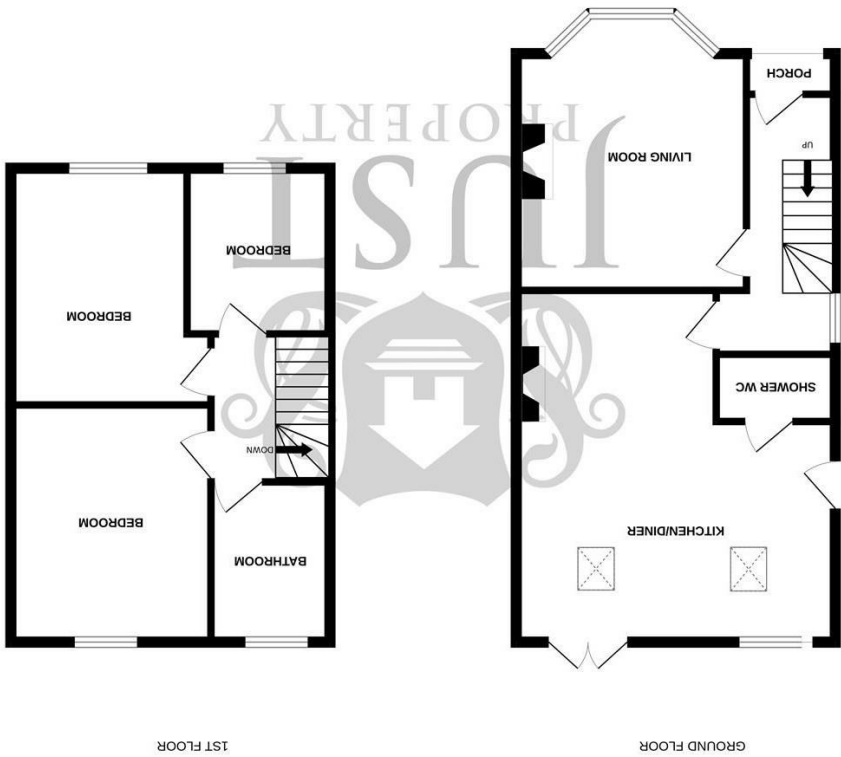 GROUND FLOOR
KITCHEN/DINER
SHOWER WC
LIVING ROOM
UP
PORCH
1ST FLOOR
BATHROOM
BEDROOM
DOWN
BEDROOM
BEDROOM
JUST
PROPERTY